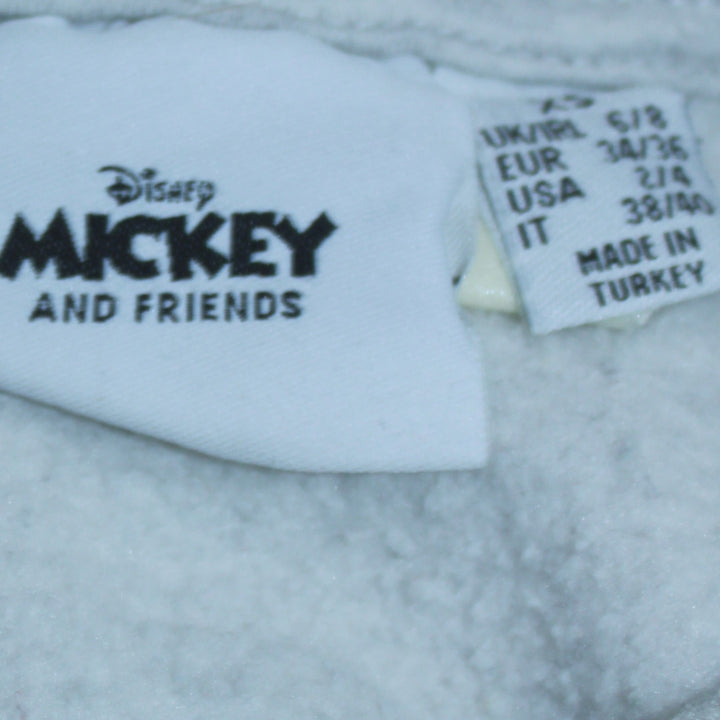 Disney
MICKEY
AND FRIENDS
XS
UK/IRL 6/8
EUR 34/36
USA 2/4
IT 38/40
MADE IN
TURKEY